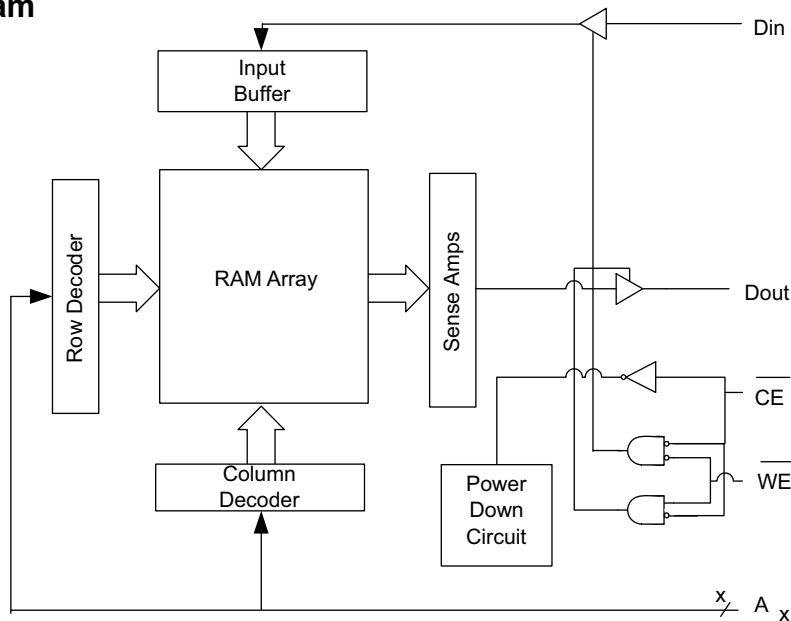 am
Din
Input
Buffer
Row Decoder
RAM Array
Sense Amps
Dout
CE
Column
Decoder
Power
Down
Circuit
WE
x
A x